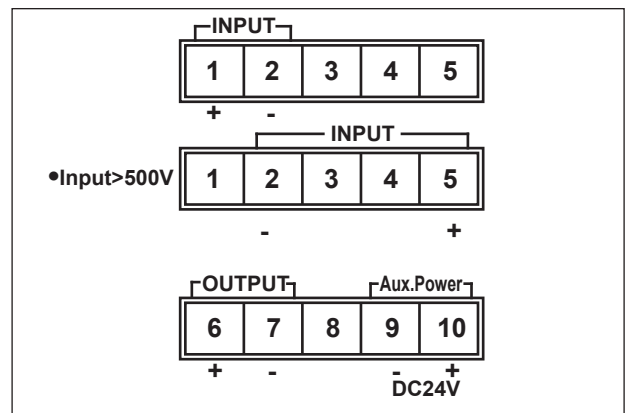 INPUT
1 2 3 4 5
+ -
INPUT
•Input>500V 1 2 3 4 5
- +
OUTPUT Aux.Power
6 7 8 9 10
+ - - +
DC24V